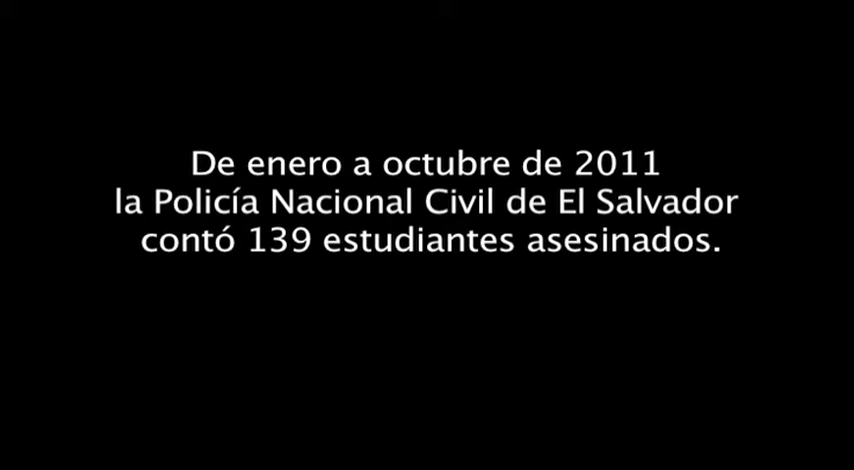 De enero a octubre de 2011
la Policía Nacional Civil de El Salvador
contó 139 estudiantes asesinados.